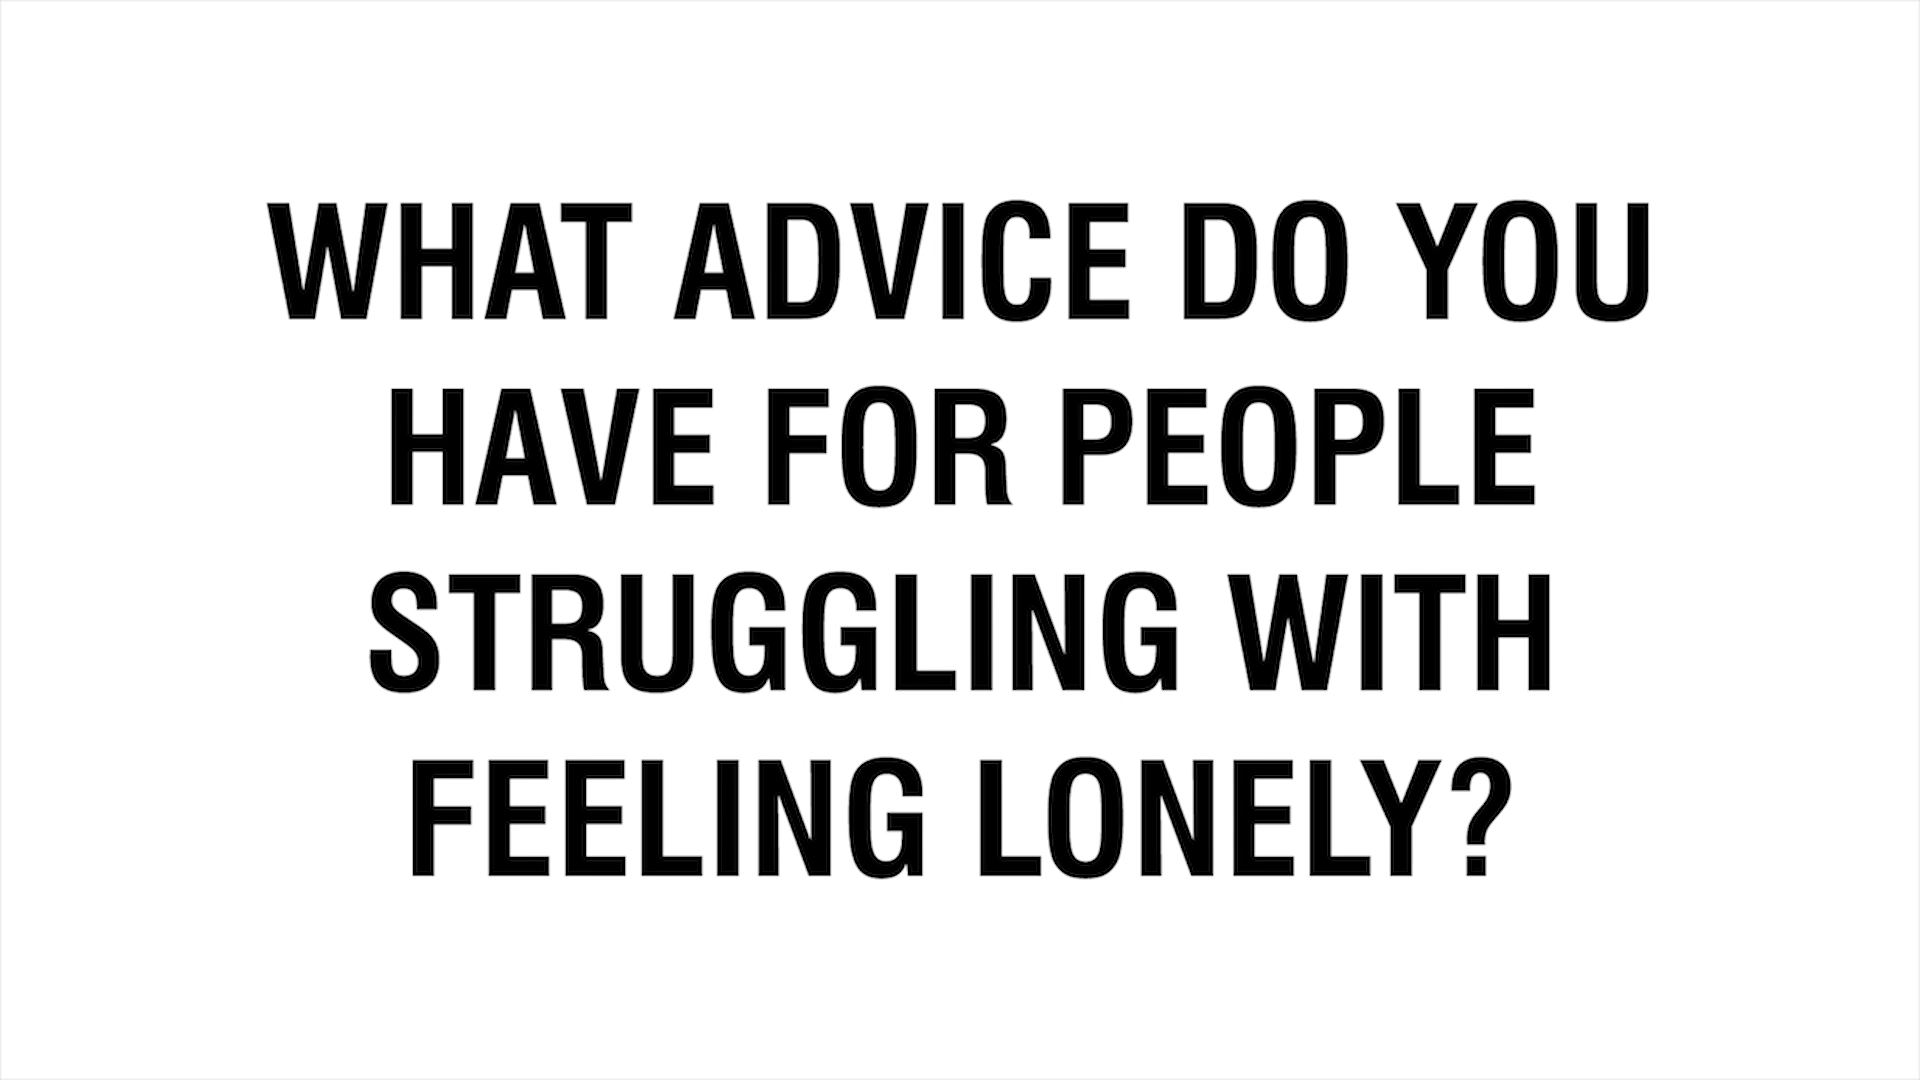 WHAT ADVICE DO YOU
HAVE FOR PEOPLE
STRUGGLING WITH
FEELING LONELY?